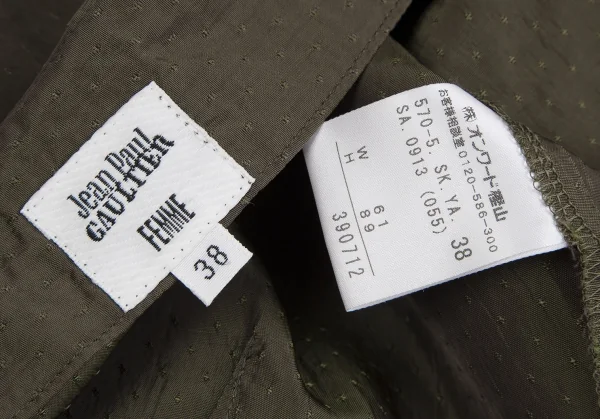 Jean Paul
GAULTIER
FEMME
38
㈱オンワード樫山
お客様相談室 0120-586-300
570-5. SK. YA. 38
SA. 0913 (055)
W 61
H 89
390712